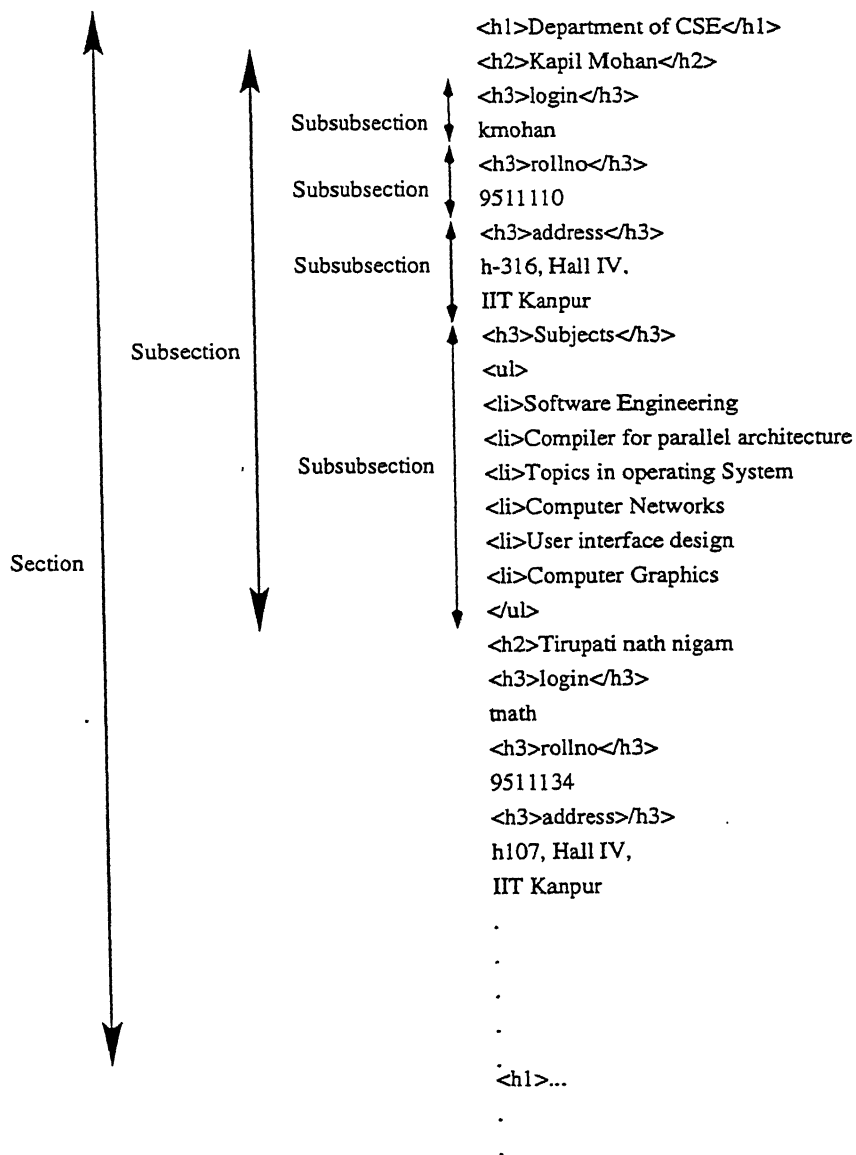 <h1>Department of CSE</h1>
<h2>Kapil Mohan</h2>
<h3>login</h3>
Subsubsection
kmohan
<h3>rollno</h3>
Subsubsection
9511110
<h3>address</h3>
Subsubsection
h-316, Hall IV,
IIT Kanpur
<h3>Subjects</h3>
Subsection
<ul>
<li>Software Engineering
<li>Compiler for parallel architecture
Subsubsection
<li>Topics in operating System
<li>Computer Networks
<li>User interface design
Section
<li>Computer Graphics
</ul>
<h2>Tirupati nath nigam
<h3>login</h3>
tnath
<h3>rollno</h3>
9511134
<h3>address>/h3>
h107, Hall IV,
IIT Kanpur
.
.
.
.
.
<h1>...
.
.